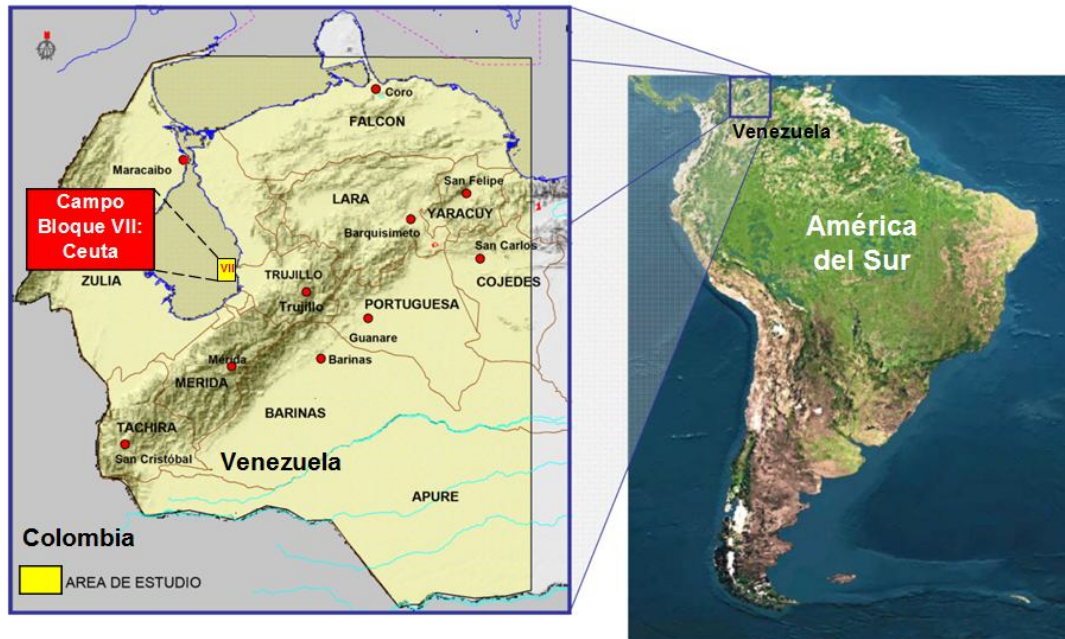 Coro
FALCON
Maracaibo
San Felipe
LARA
YARACUY
Campo
Bloque VII:
Ceuta
Barquisimeto
San Carlos
VII
ZULIA
TRUJILLO
COJEDES
Trujillo
PORTUGUESA
Guanare
Mérida
Barinas
MERIDA
BARINAS
TACHIRA
San Cristóbal
Venezuela
APURE
Colombia
AREA DE ESTUDIO
Venezuela
América
del Sur